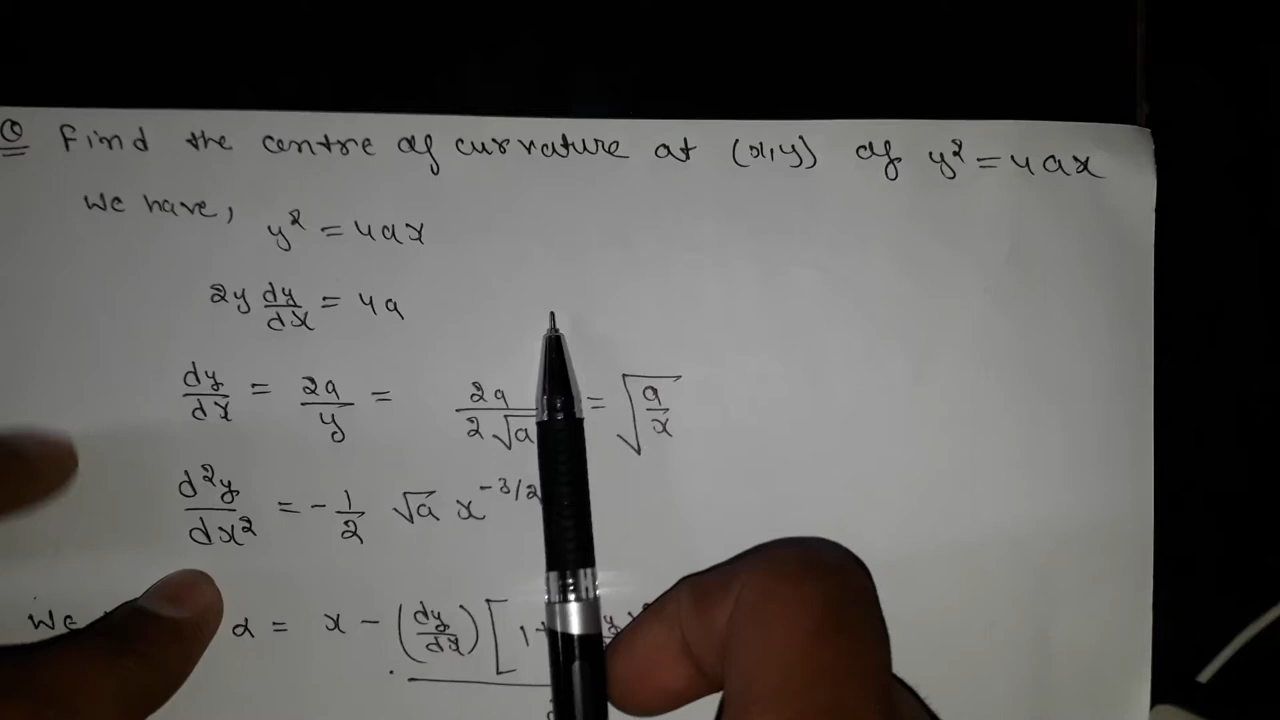 Q Find the centre of curvature at (x,y) of y² = 4ax
We have, y² = 4ax
2y dy/dx = 4a
dy/dx = 2a/y = 2a/2√a = √(a/x)
d²y/dx² = -1/2 √a x^-3/2
We α = x - (dy/dx) [1+